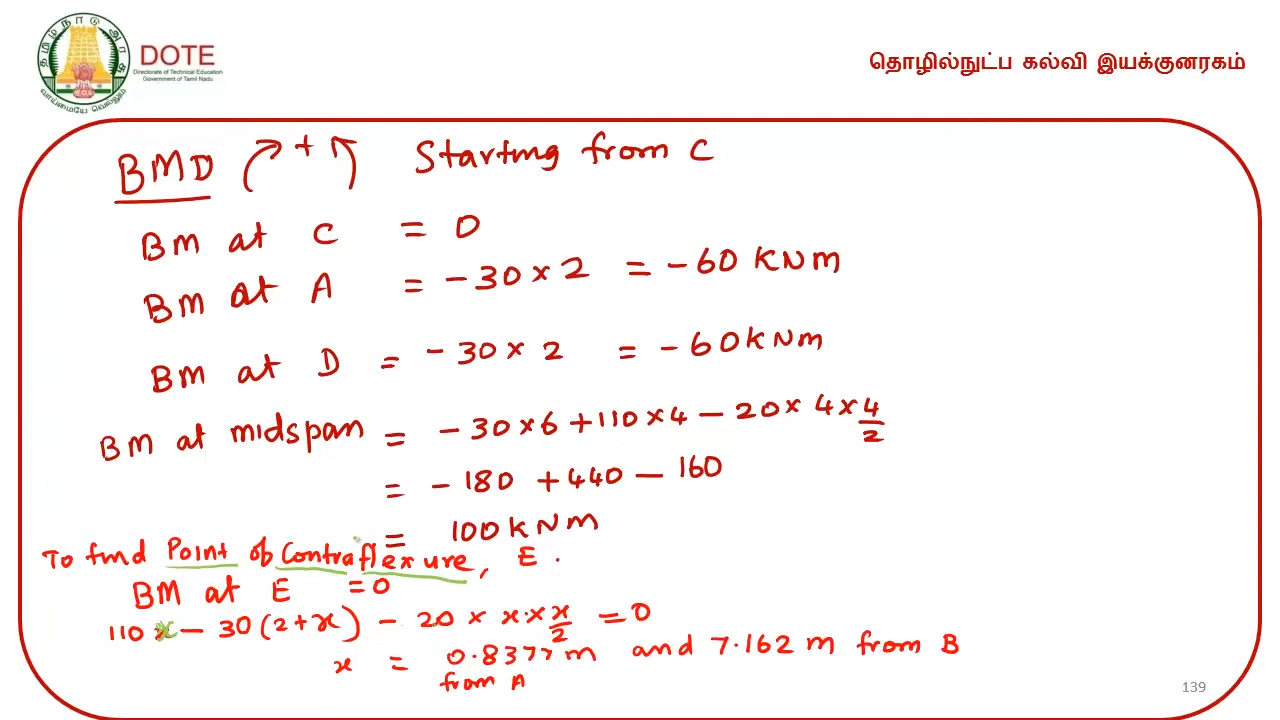 தமிழ்நாடு அரசு
வாய்மையே வெல்லும்
DOTE
Directorate of Technical Education
Government of Tamil Nadu
தொழில்நுட்ப கல்வி இயக்குனரகம்
BMD + Starting from C
BM at C = 0
BM at A = -30 × 2 = -60 KNm
BM at D = -30 × 2 = -60 KNm
BM at midspan = -30×6 + 110×4 - 20×4×4/2
= -180 + 440 - 160
= 100 KNm
To find Point of Contraflexure, E.
BM at E = 0
110x - 30(2+x) - 20 × x × x/2 = 0
x = 0.8377 m and 7.162 m from B
from A
139